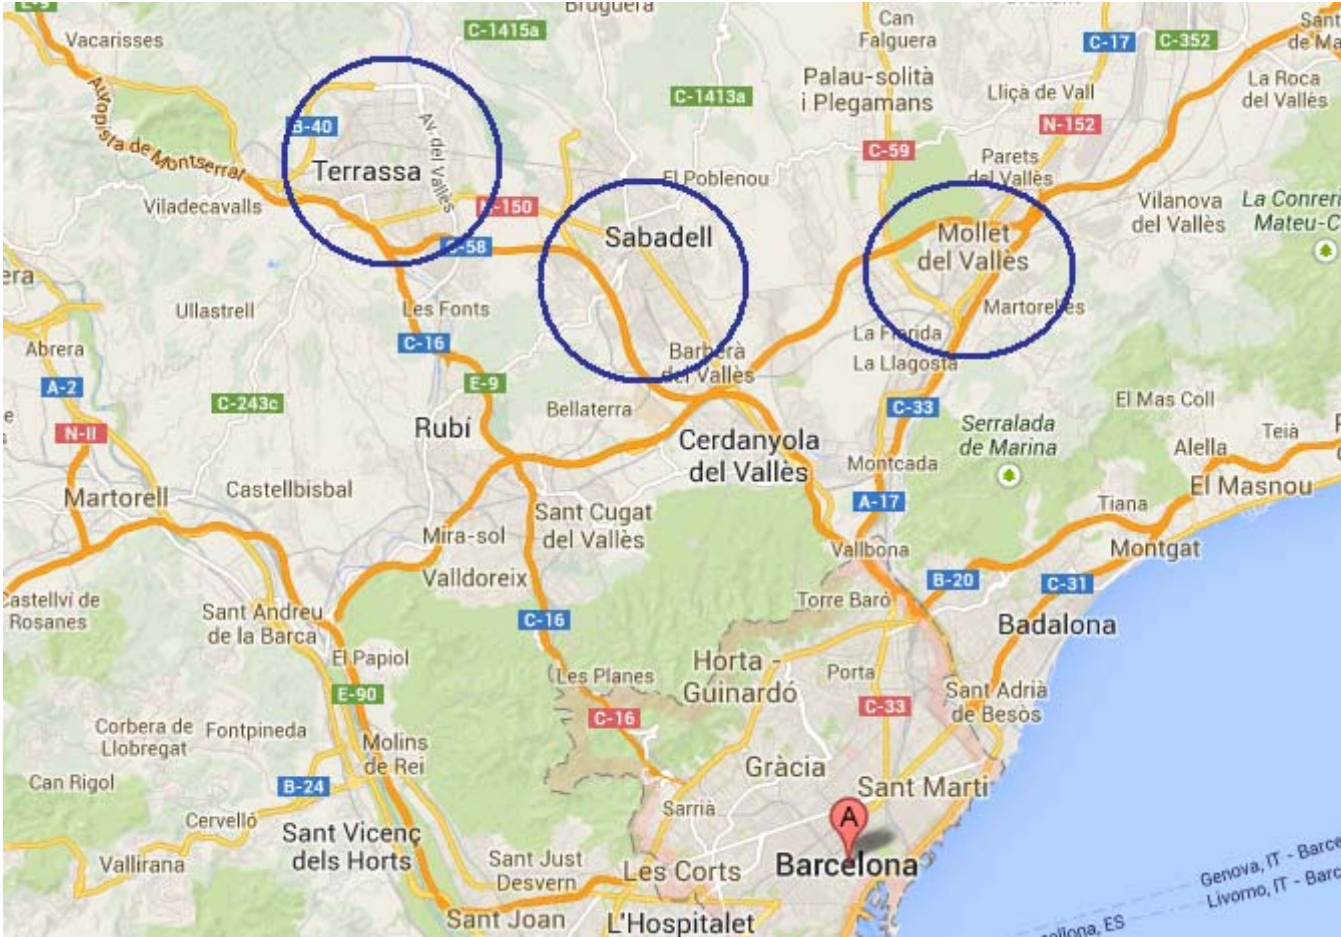 E-9
Bruguera
Can
Falguera
C-1415a
C-17
C-352
Sant
de Ma
Vacarisses
Palau-solità
i Plegamans
La Roca
del Vallès
C-1413a
Lliçà de Vall
Autopista de Montserrat
B-40
Av. del Vallès
N-152
C-59
Terrassa
Parets
del Vallès
El Poblenou
Viladecavalls
N-150
Vilanova
del Vallès
La Conreri
Mateu-C
C-58
Sabadell
Mollet
del Vallès
era
Ullastrell
Les Fonts
Martorelles
La Florida
La Llagosta
Abrera
C-16
Barberà
del Vallès
A-2
E-9
C-243c
Bellaterra
C-33
El Mas Coll
N-II
Rubí
Cerdanyola
del Vallès
Serralada
de Marina
Teià
Alella
Montcada
Martorell
Castellbisbal
El Masnou
A-17
Tiana
Sant Cugat
del Vallès
Mira-sol
Vallbona
Montgat
Valldoreix
B-20
C-31
Castellví de
Rosanes
Sant Andreu
de la Barca
Torre Baró
C-16
Badalona
El Papiol
Horta -
Guinardó
Porta
Les Planes
E-90
Sant Adrià
de Besòs
C-16
C-33
Corbera de
Llobregat
Fontpineda
Molins
de Rei
Gràcia
Can Rigol
B-24
Sant Martí
Sarrià
A
Cervelló
Sant Vicenç
dels Horts
Vallirana
Sant Just
Desvern
Les Corts
Barcelona
Genova, IT - Barce
Livorno, IT - Barc
Sant Joan
L'Hospitalet
cellona, ES